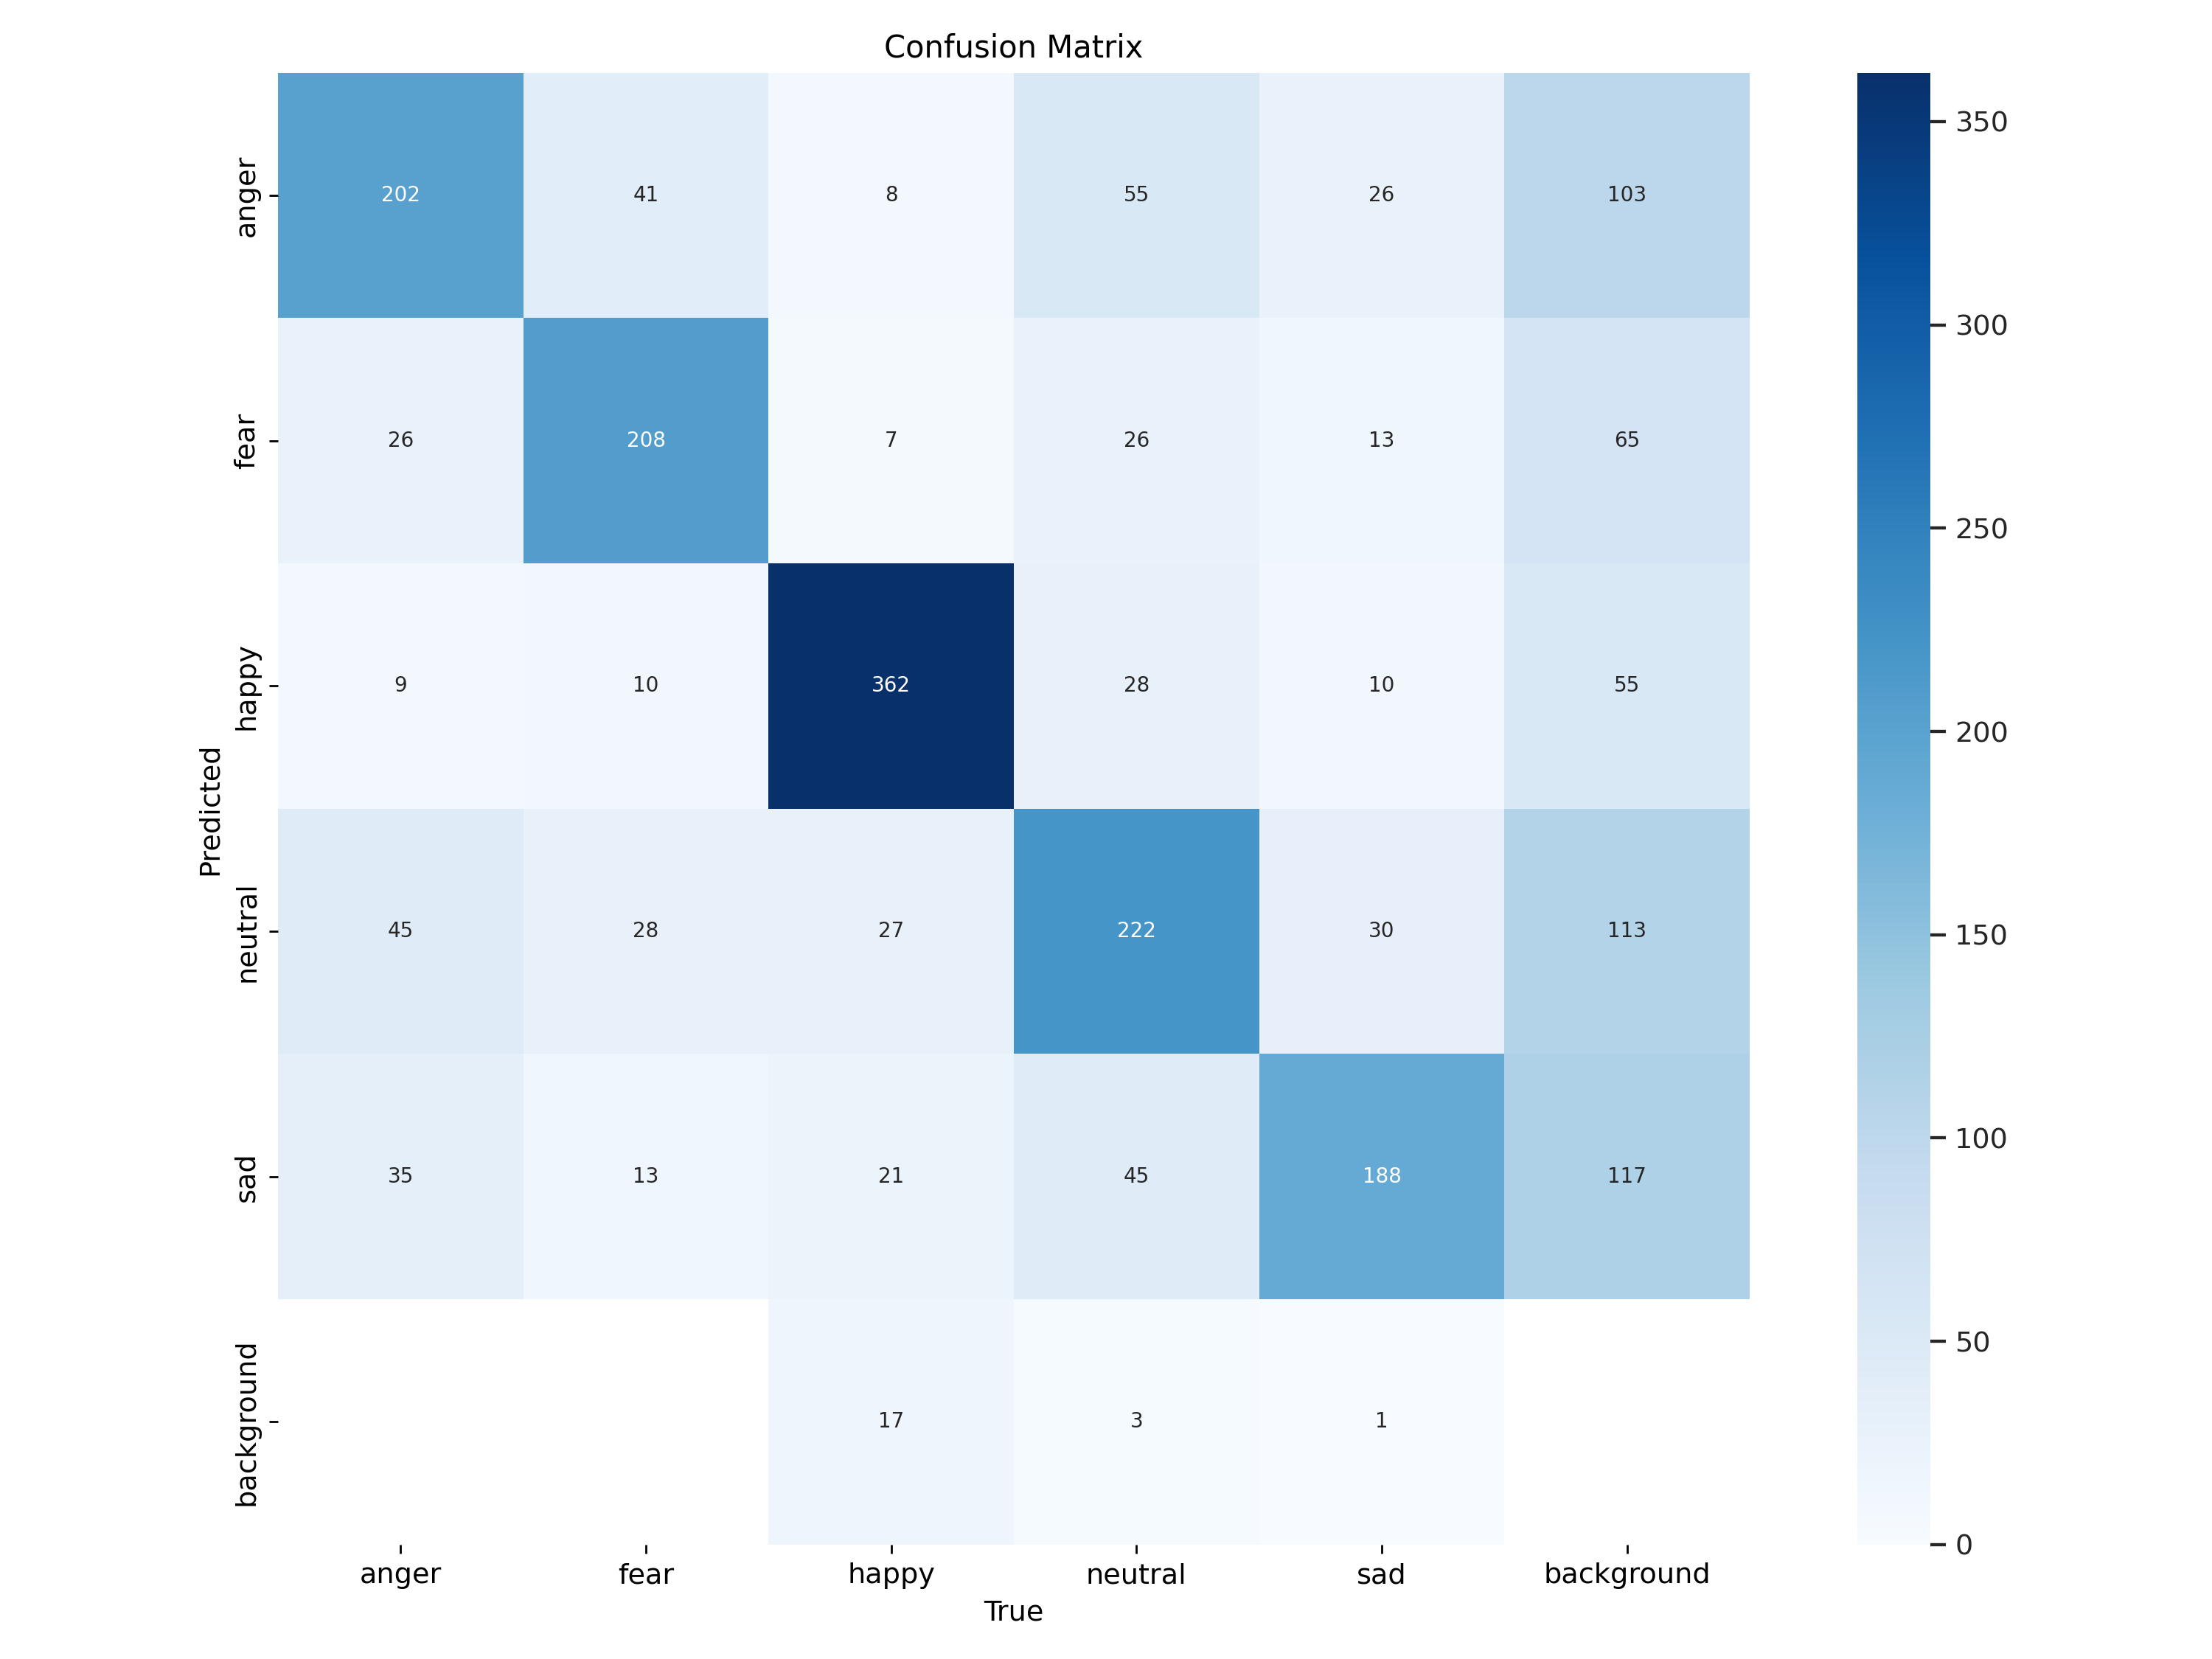 Confusion Matrix
anger 202 41 8 55 26 103
fear 26 208 7 26 13 65
happy 9 10 362 28 10 55
neutral 45 28 27 222 30 113
sad 35 13 21 45 188 117
background 17 3 1
anger fear happy neutral sad background
True
Predicted
350
300
250
200
150
100
50
0